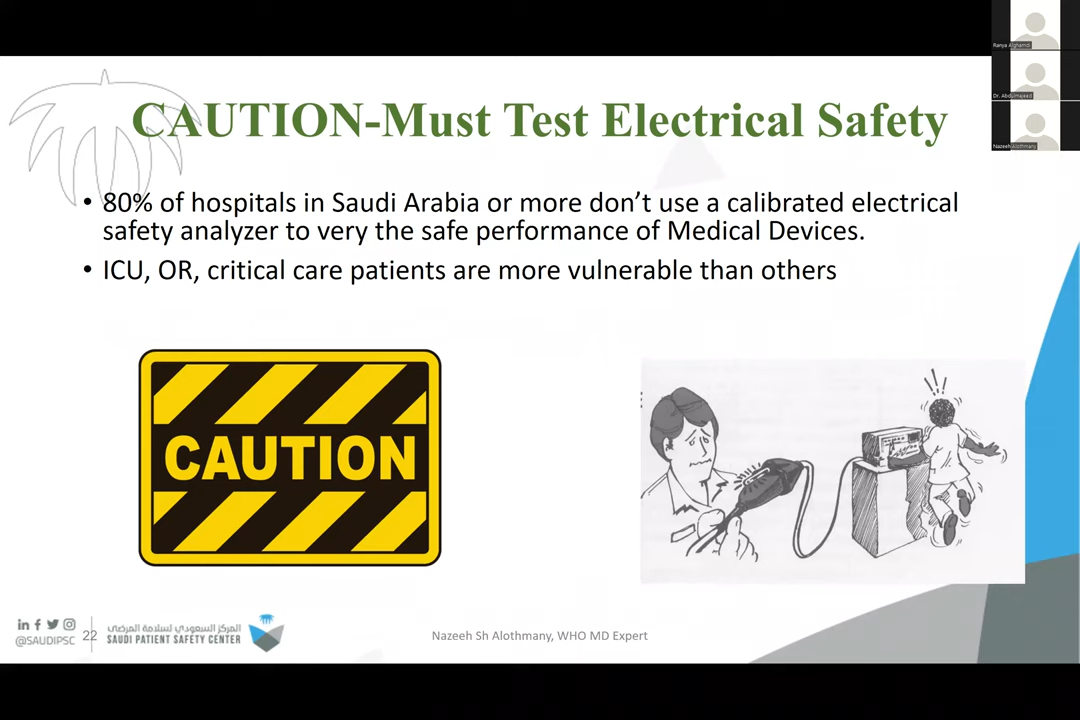 CAUTION-Must Test Electrical Safety
• 80% of hospitals in Saudi Arabia or more don't use a calibrated electrical
safety analyzer to very the safe performance of Medical Devices.
• ICU, OR, critical care patients are more vulnerable than others
CAUTION
@SAUDIPSC
22
المركز السعودي لسلامة المرضى
SAUDI PATIENT SAFETY CENTER
Nazeeh Sh Alothmany, WHO MD Expert
Ranya Alghamdi
Dr. Abdulmajeed
Nazeeh Alothmany